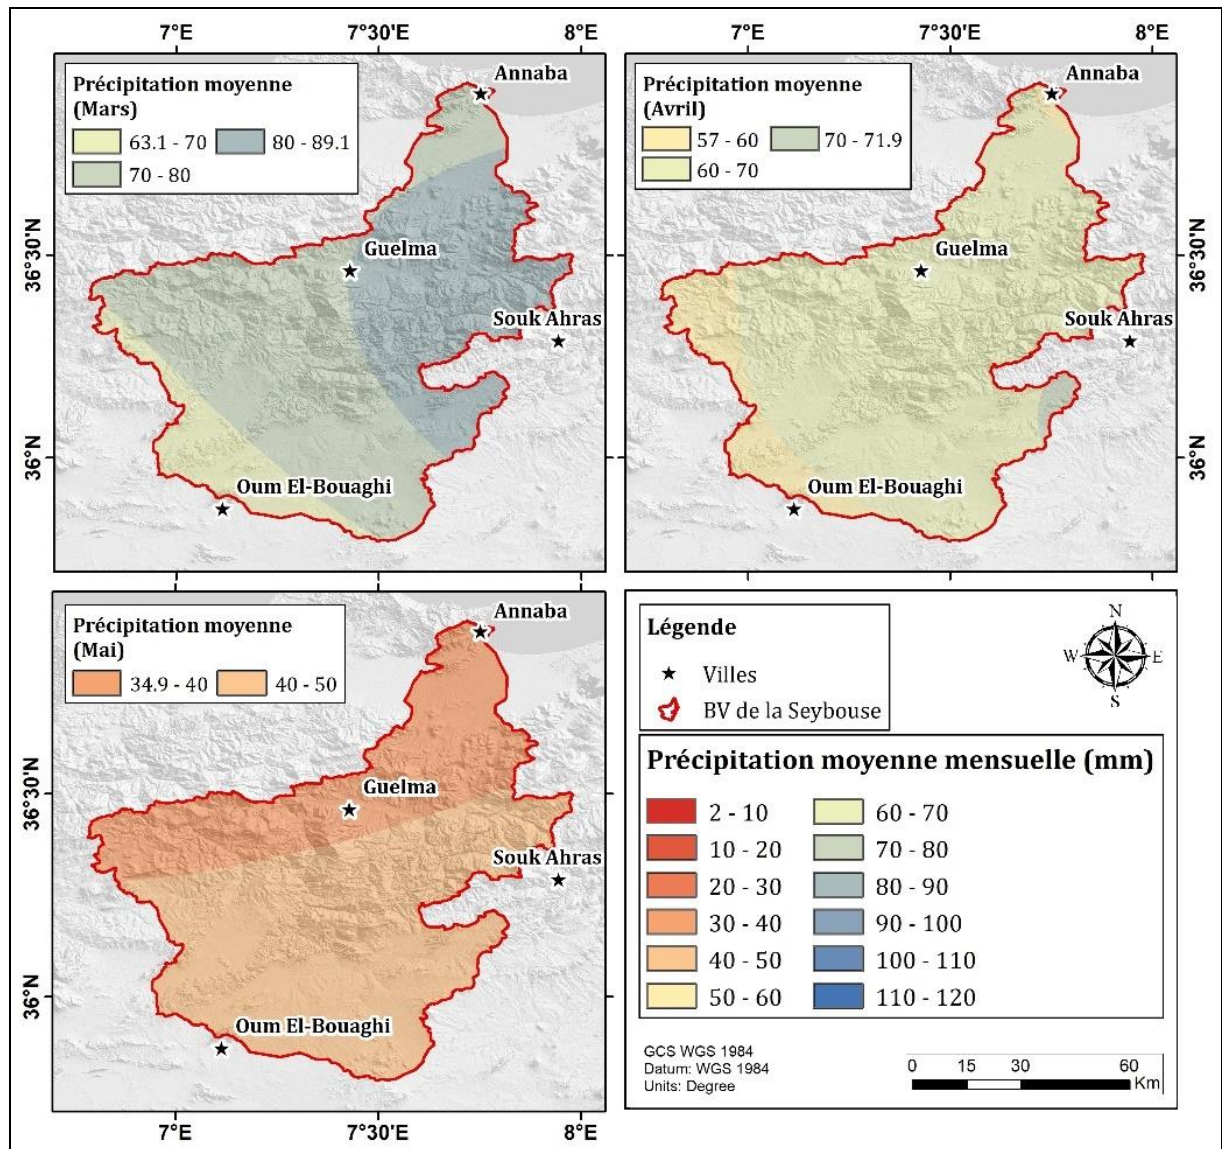 7°E 7°30'E 8°E 7°E 7°30'E 8°E
Précipitation moyenne
(Mars)
63.1 - 70 80 - 89.1
70 - 80
Annaba
Guelma
Souk Ahras
Oum El-Bouaghi
36°30'N
36°N
Précipitation moyenne
(Avril)
57 - 60 70 - 71.9
60 - 70
Annaba
Guelma
Souk Ahras
Oum El-Bouaghi
36°30'N
36°N
Précipitation moyenne
(Mai)
34.9 - 40 40 - 50
Annaba
Guelma
Souk Ahras
Oum El-Bouaghi
36°30'N
36°N
7°E 7°30'E 8°E
Légende
Villes
BV de la Seybouse
N
W E
S
Précipitation moyenne mensuelle (mm)
2 - 10 60 - 70
10 - 20 70 - 80
20 - 30 80 - 90
30 - 40 90 - 100
40 - 50 100 - 110
50 - 60 110 - 120
GCS WGS 1984
Datum: WGS 1984
Units: Degree
0 15 30 60
Km